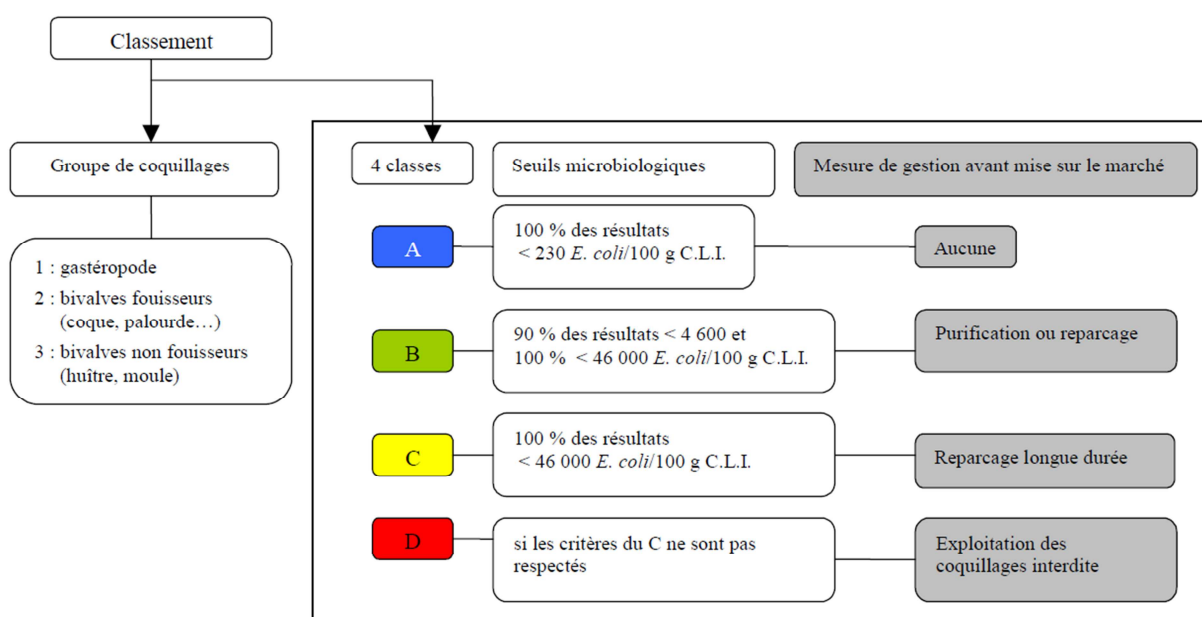 Classement
Groupe de coquillages
1 : gastéropode
2 : bivalves fouisseurs
(coque, palourde…)
3 : bivalves non fouisseurs
(huître, moule)
4 classes
Seuils microbiologiques
Mesure de gestion avant mise sur le marché
A
100 % des résultats
< 230 E. coli/100 g C.L.I.
Aucune
B
90 % des résultats < 4 600 et
100 % < 46 000 E. coli/100 g C.L.I.
Purification ou reparcage
C
100 % des résultats
< 46 000 E. coli/100 g C.L.I.
Reparcage longue durée
D
si les critères du C ne sont pas
respectés
Exploitation des
coquillages interdite